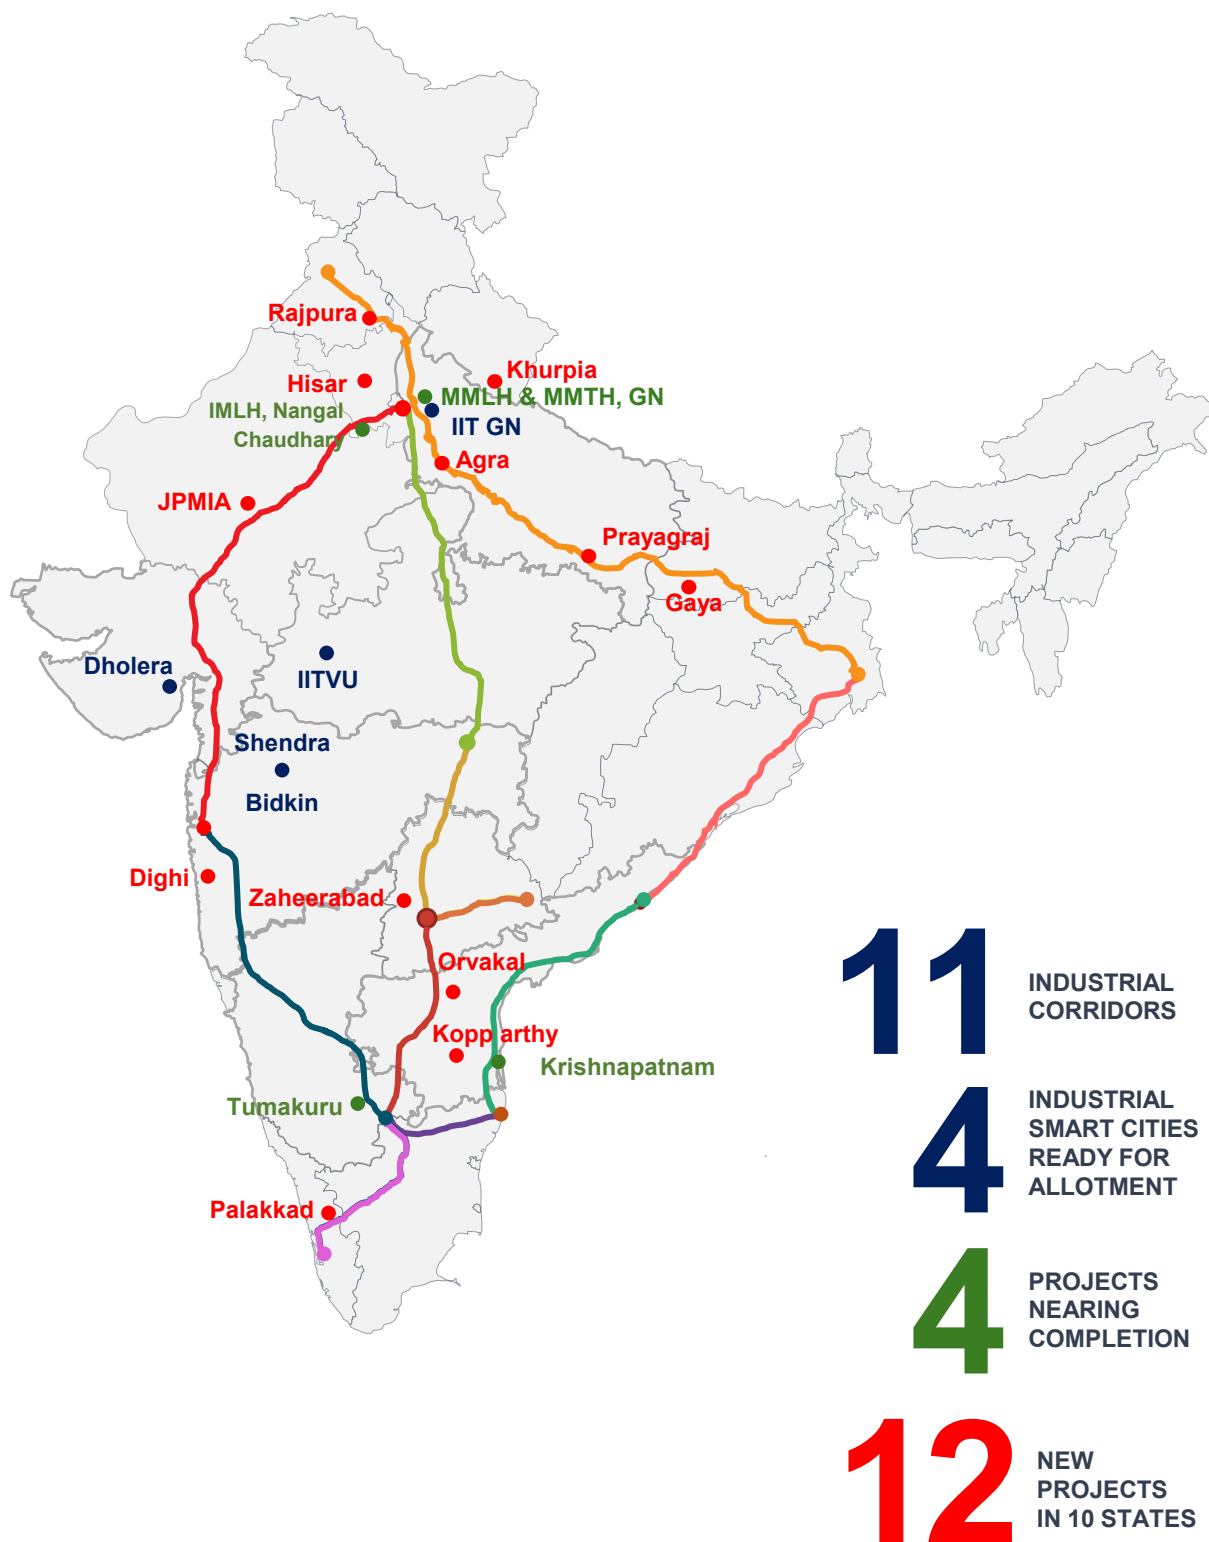 Rajpura
Khurpia
Hisar
MMLH & MMTH, GN
IMLH, Nangal
Chaudhary
IIT GN
Agra
JPMIA
Prayagraj
Gaya
Dholera
IITVU
Shendra
Bidkin
Dighi
Zaheerabad
Orvakal
Kopparthy
Krishnapatnam
Tumakuru
Palakkad
11
INDUSTRIAL
CORRIDORS
4
INDUSTRIAL
SMART CITIES
READY FOR
ALLOTMENT
4
PROJECTS
NEARING
COMPLETION
12
NEW
PROJECTS
IN 10 STATES